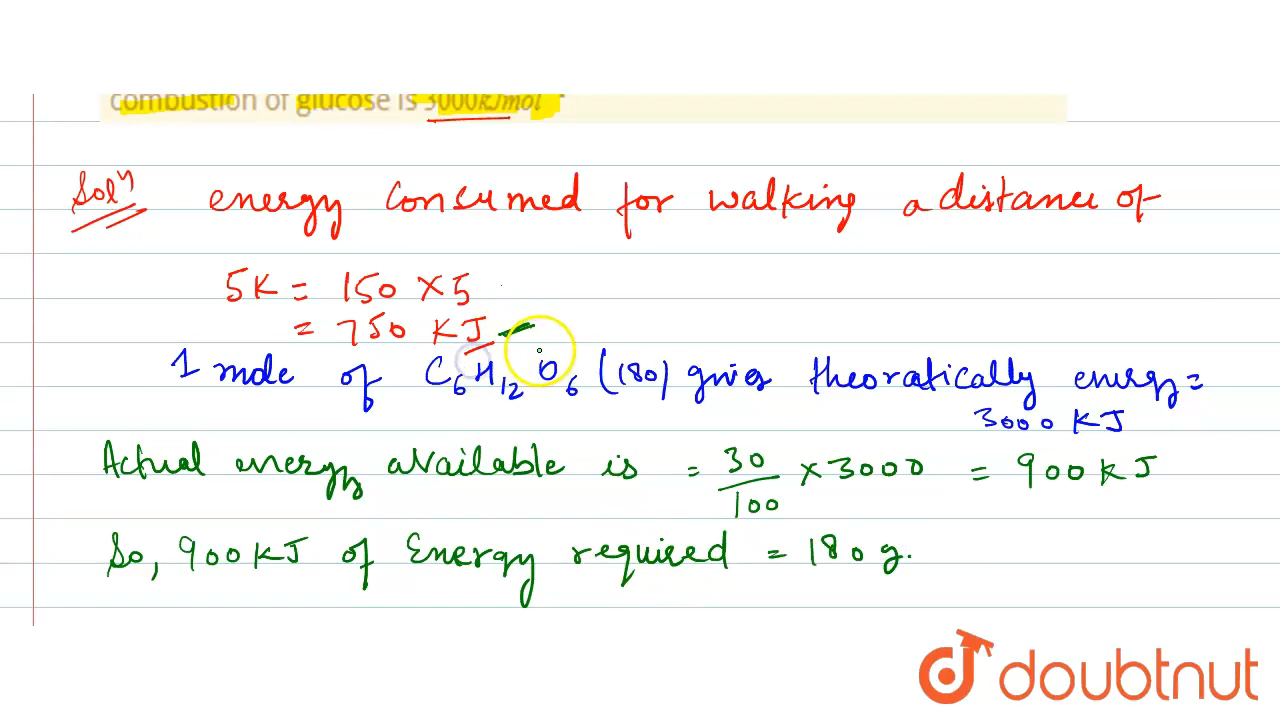 combustion of glucose is 3000kJmol
Solⁿ energy consumed for walking a distance of
5K = 150 × 5
= 750 KJ
1 mole of C₆H₁₂O₆ (180) gives theoratically energy =
3000 KJ
Actual energy available is = 30/100 × 3000 = 900 KJ
So, 900 KJ of Energy required = 180 g.
doubtnut